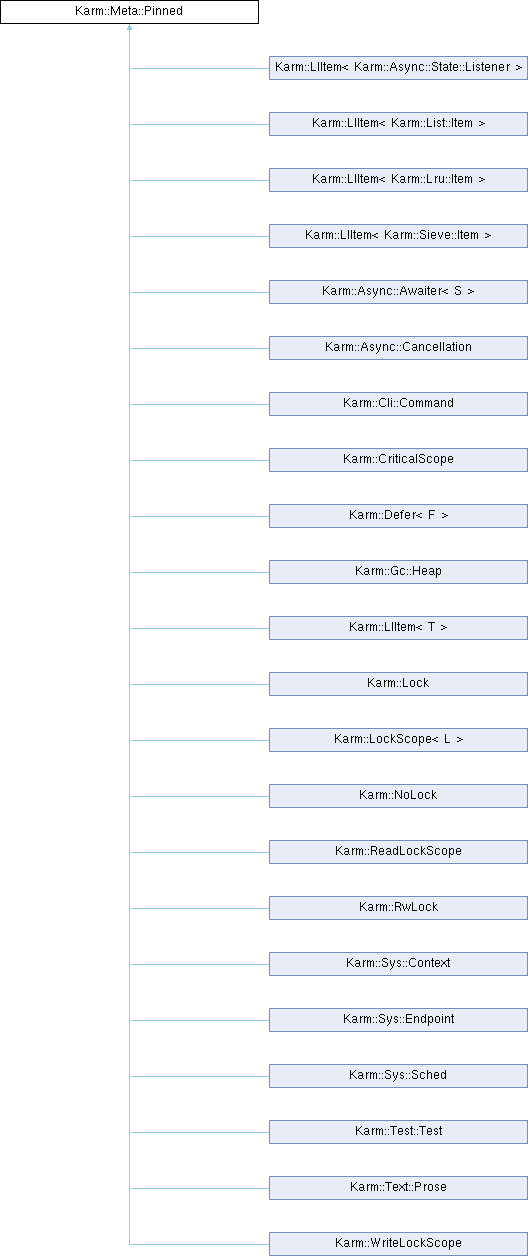 Karm::Meta::Pinned
Karm::LlItem< Karm::Async::State::Listener >
Karm::LlItem< Karm::List::Item >
Karm::LlItem< Karm::Lru::Item >
Karm::LlItem< Karm::Sieve::Item >
Karm::Async::Awaiter< S >
Karm::Async::Cancellation
Karm::Cli::Command
Karm::CriticalScope
Karm::Defer< F >
Karm::Gc::Heap
Karm::LlItem< T >
Karm::Lock
Karm::LockScope< L >
Karm::NoLock
Karm::ReadLockScope
Karm::RwLock
Karm::Sys::Context
Karm::Sys::Endpoint
Karm::Sys::Sched
Karm::Test::Test
Karm::Text::Prose
Karm::WriteLockScope